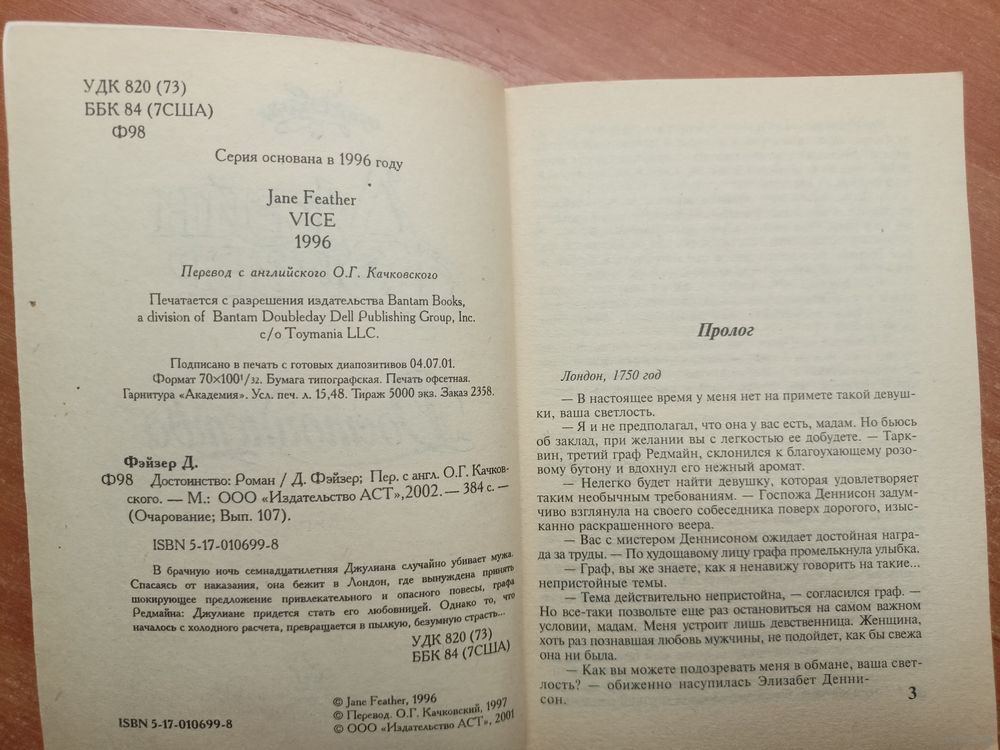 УДК 820 (73)
ББК 84 (7США)
Ф98
Серия основана в 1996 году
Jane Feather
VICE
1996
Перевод с английского О.Г. Качковского
Печатается с разрешения издательства Bantam Books,
a division of Bantam Doubleday Dell Publishing Group, Inc.
c/o Toymania LLC.
Подписано в печать с готовых диапозитивов 04.07.01.
Формат 70×100¹/₃₂. Бумага типографская. Печать офсетная.
Гарнитура «Академия». Усл. печ. л. 15,48. Тираж 5000 экз. Заказ 2358.
Фэйзер Д.
Ф98 Достоинство: Роман / Д. Фэйзер; Пер. с англ. О.Г. Качков-
ского. — М.: ООО «Издательство АСТ»,2002. — 384 с. —
(Очарование; Вып. 107).
ISBN 5-17-010699-8
В брачную ночь семнадцатилетняя Джулиана случайно убивает мужа.
Спасаясь от наказания, она бежит в Лондон, где вынуждена принять
шокирующее предложение привлекательного и опасного повесы, графа
Редмайна: Джулиане придется стать его любовницей. Однако то, что
началось с холодного расчета, превращается в пылкую, безумную страсть...
УДК 820 (73)
ББК 84 (7США)
© Jane Feather, 1996
© Перевод. О.Г. Качковский, 1997
ISBN 5-17-010699-8
© ООО «Издательство АСТ», 2001
Пролог
Лондон, 1750 год
— В настоящее время у меня нет на примете такой девуш-
ки, ваша светлость.
— Я и не предполагал, что она у вас есть, мадам. Но бьюсь
об заклад, при желании вы с легкостью ее добудете. — Тарк-
вин, третий граф Редмайн, склонился к благоухающему розо-
вому бутону и вдохнул его нежный аромат.
— Нелегко будет найти девушку, которая удовлетворяет
таким необычным требованиям. — Госпожа Деннисон задум-
чиво взглянула на своего собеседника поверх дорогого, изыс-
канно раскрашенного веера.
— Вас с мистером Деннисоном ожидает достойная награ-
да за труды. — По худощавому лицу графа промелькнула улыбка.
— Граф, вы же знаете, как я ненавижу говорить на такие...
непристойные темы.
— Тема действительно непристойна, — согласился граф. —
Но все-таки позвольте еще раз остановиться на самом важном
условии, мадам. Меня устроит лишь девственница. Женщина,
хоть раз познавшая любовь мужчины, не подойдет, как бы свежа
она ни была.
— Как вы можете подозревать меня в обмане, ваша свет-
лость? — обиженно насупилась Элизабет Денни-
сон.
3